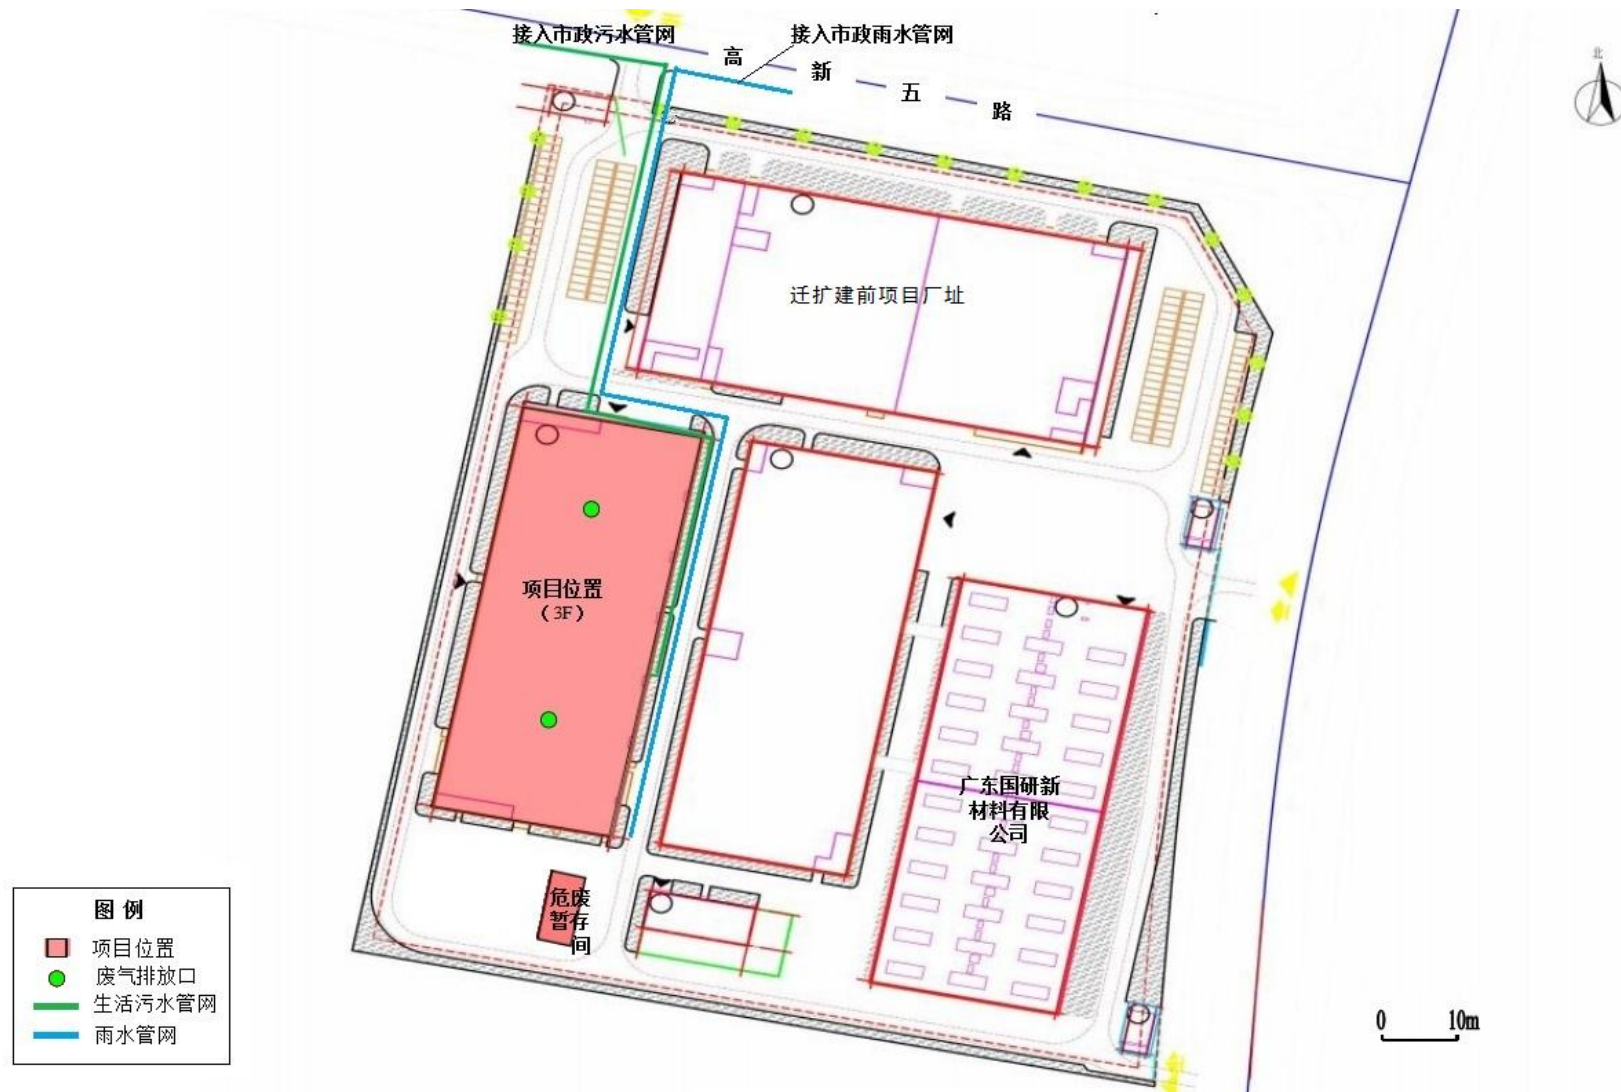 接入市政污水管网
接入市政雨水管网
高新五路
北
迁扩建前项目厂址
项目位置
（3F）
广东国研新
材料有限
公司
危废
暂存
间
图 例
项目位置
废气排放口
生活污水管网
雨水管网
0 10m